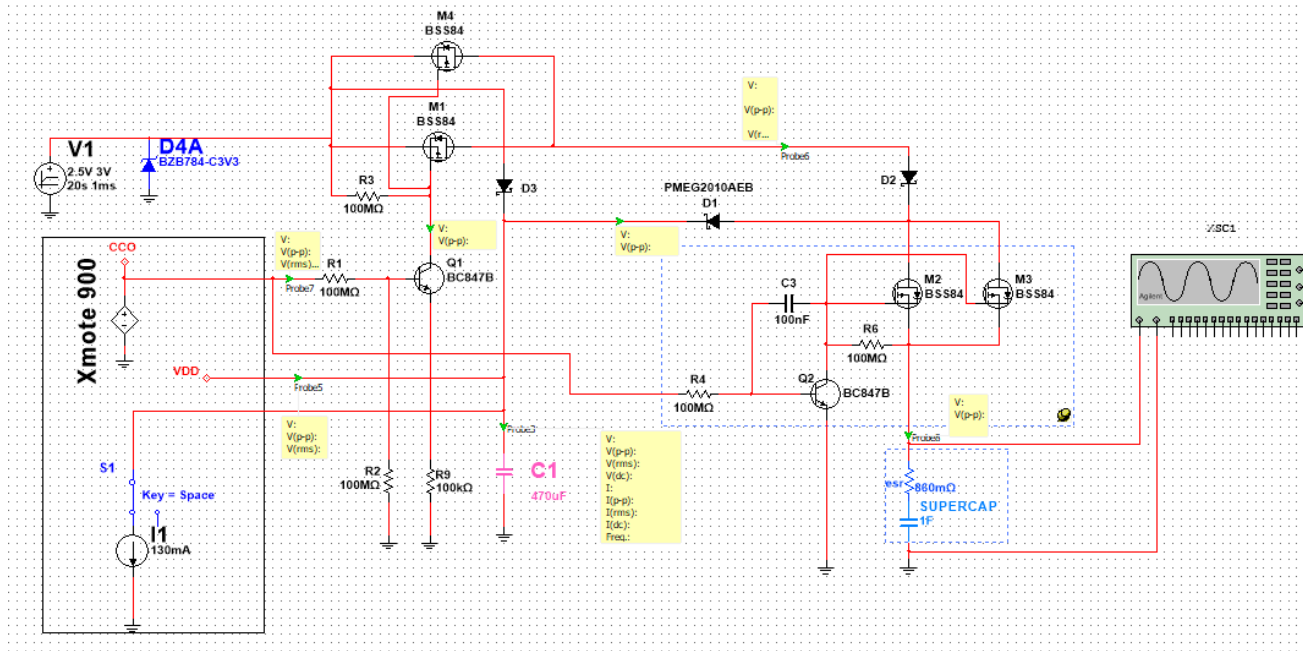 M4
BSS84
M1
BSS84
V:
V(p-p):
V(r...
Probe6
V1
2.5V 3V
20s 1ms
D4A
BZB784-C3V3
R3
100MΩ
D3
PMEG2010AEB
D1
D2
V:
V(p-p):
V:
V(p-p):
XSC1
Agilent
Xmote 900
CCO
V:
V(p-p):
V(rms)...
Probe7
R1
100MΩ
Q1
BC847B
C3
100nF
M2
BSS84
M3
BSS84
R6
100MΩ
VDD
Probe5
R4
100MΩ
Q2
BC847B
V:
V(p-p):
V(rms):
V:
V(p-p):
V(rms):
V(dc):
I:
I(p-p):
I(rms):
I(dc):
Freq.:
V:
V(p-p):
S1
Key = Space
I1
130mA
R2
100MΩ
R9
100kΩ
C1
470uF
esr
860mΩ
SUPERCAP
1F